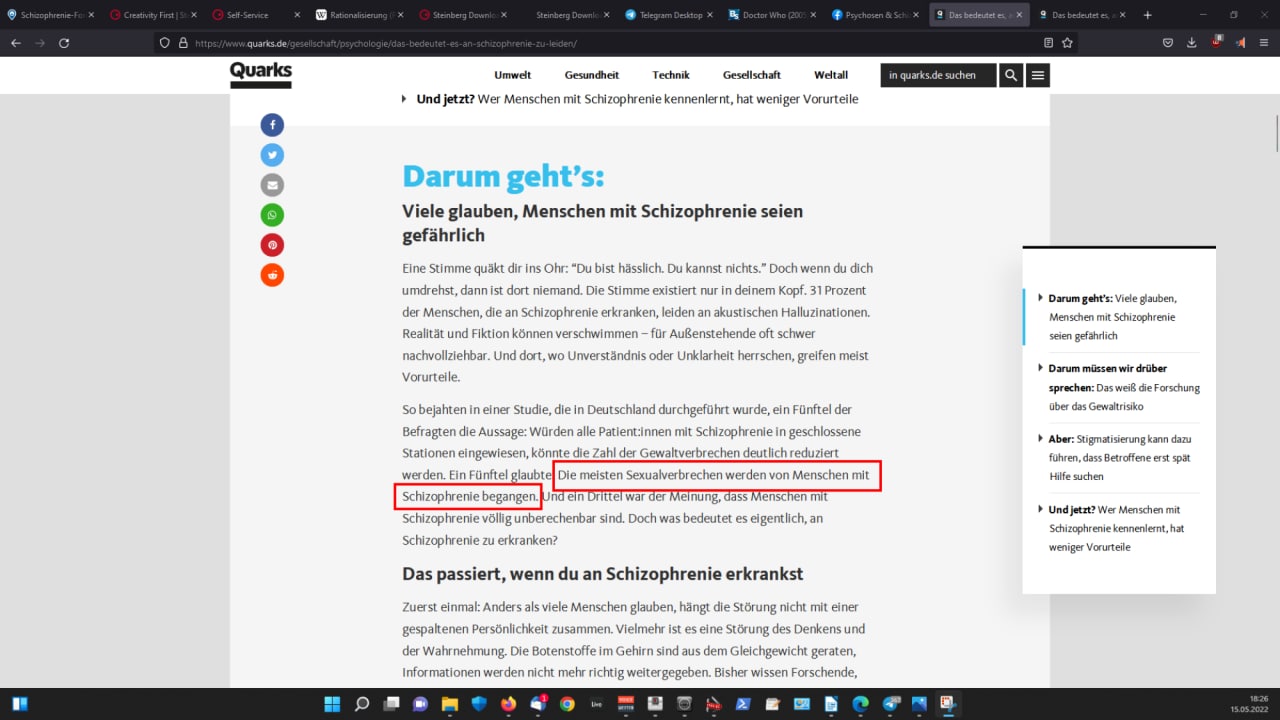 Schizophrenie-For
Creativity First | St
Self-Service
Rationalisierung (P
Steinberg Downloa
Steinberg Downloa
Telegram Desktop
Doctor Who (2005
Psychosen & Schiz
Das bedeutet es, a
Das bedeutet es, a
https://www.quarks.de/gesellschaft/psychologie/das-bedeutet-es-an-schizophrenie-zu-leiden/
Quarks
Umwelt Gesundheit Technik Gesellschaft Weltall
in quarks.de suchen
Und jetzt? Wer Menschen mit Schizophrenie kennenlernt, hat weniger Vorurteile
Darum geht’s:
Viele glauben, Menschen mit Schizophrenie seien
gefährlich
Eine Stimme quäkt dir ins Ohr: “Du bist hässlich. Du kannst nichts.” Doch wenn du dich
umdrehst, dann ist dort niemand. Die Stimme existiert nur in deinem Kopf. 31 Prozent
der Menschen, die an Schizophrenie erkranken, leiden an akustischen Halluzinationen.
Realität und Fiktion können verschwimmen – für Außenstehende oft schwer
nachvollziehbar. Und dort, wo Unverständnis oder Unklarheit herrschen, greifen meist
Vorurteile.
So bejahten in einer Studie, die in Deutschland durchgeführt wurde, ein Fünftel der
Befragten die Aussage: Würden alle Patient:innen mit Schizophrenie in geschlossene
Stationen eingewiesen, könnte die Zahl der Gewaltverbrechen deutlich reduziert
werden. Ein Fünftel glaubte: Die meisten Sexualverbrechen werden von Menschen mit
Schizophrenie begangen. Und ein Drittel war der Meinung, dass Menschen mit
Schizophrenie völlig unberechenbar sind. Doch was bedeutet es eigentlich, an
Schizophrenie zu erkranken?
Das passiert, wenn du an Schizophrenie erkrankst
Zuerst einmal: Anders als viele Menschen glauben, hängt die Störung nicht mit einer
gespaltenen Persönlichkeit zusammen. Vielmehr ist es eine Störung des Denkens und
der Wahrnehmung. Die Botenstoffe im Gehirn sind aus dem Gleichgewicht geraten,
Informationen werden nicht mehr richtig weitergegeben. Bisher wissen Forschende,
Darum geht’s: Viele glauben,
Menschen mit Schizophrenie
seien gefährlich
Darum müssen wir drüber
sprechen: Das weiß die Forschung
über das Gewaltrisiko
Aber: Stigmatisierung kann dazu
führen, dass Betroffene erst spät
Hilfe suchen
Und jetzt? Wer Menschen mit
Schizophrenie kennenlernt, hat
weniger Vorurteile
Live
18:26
15.05.2022